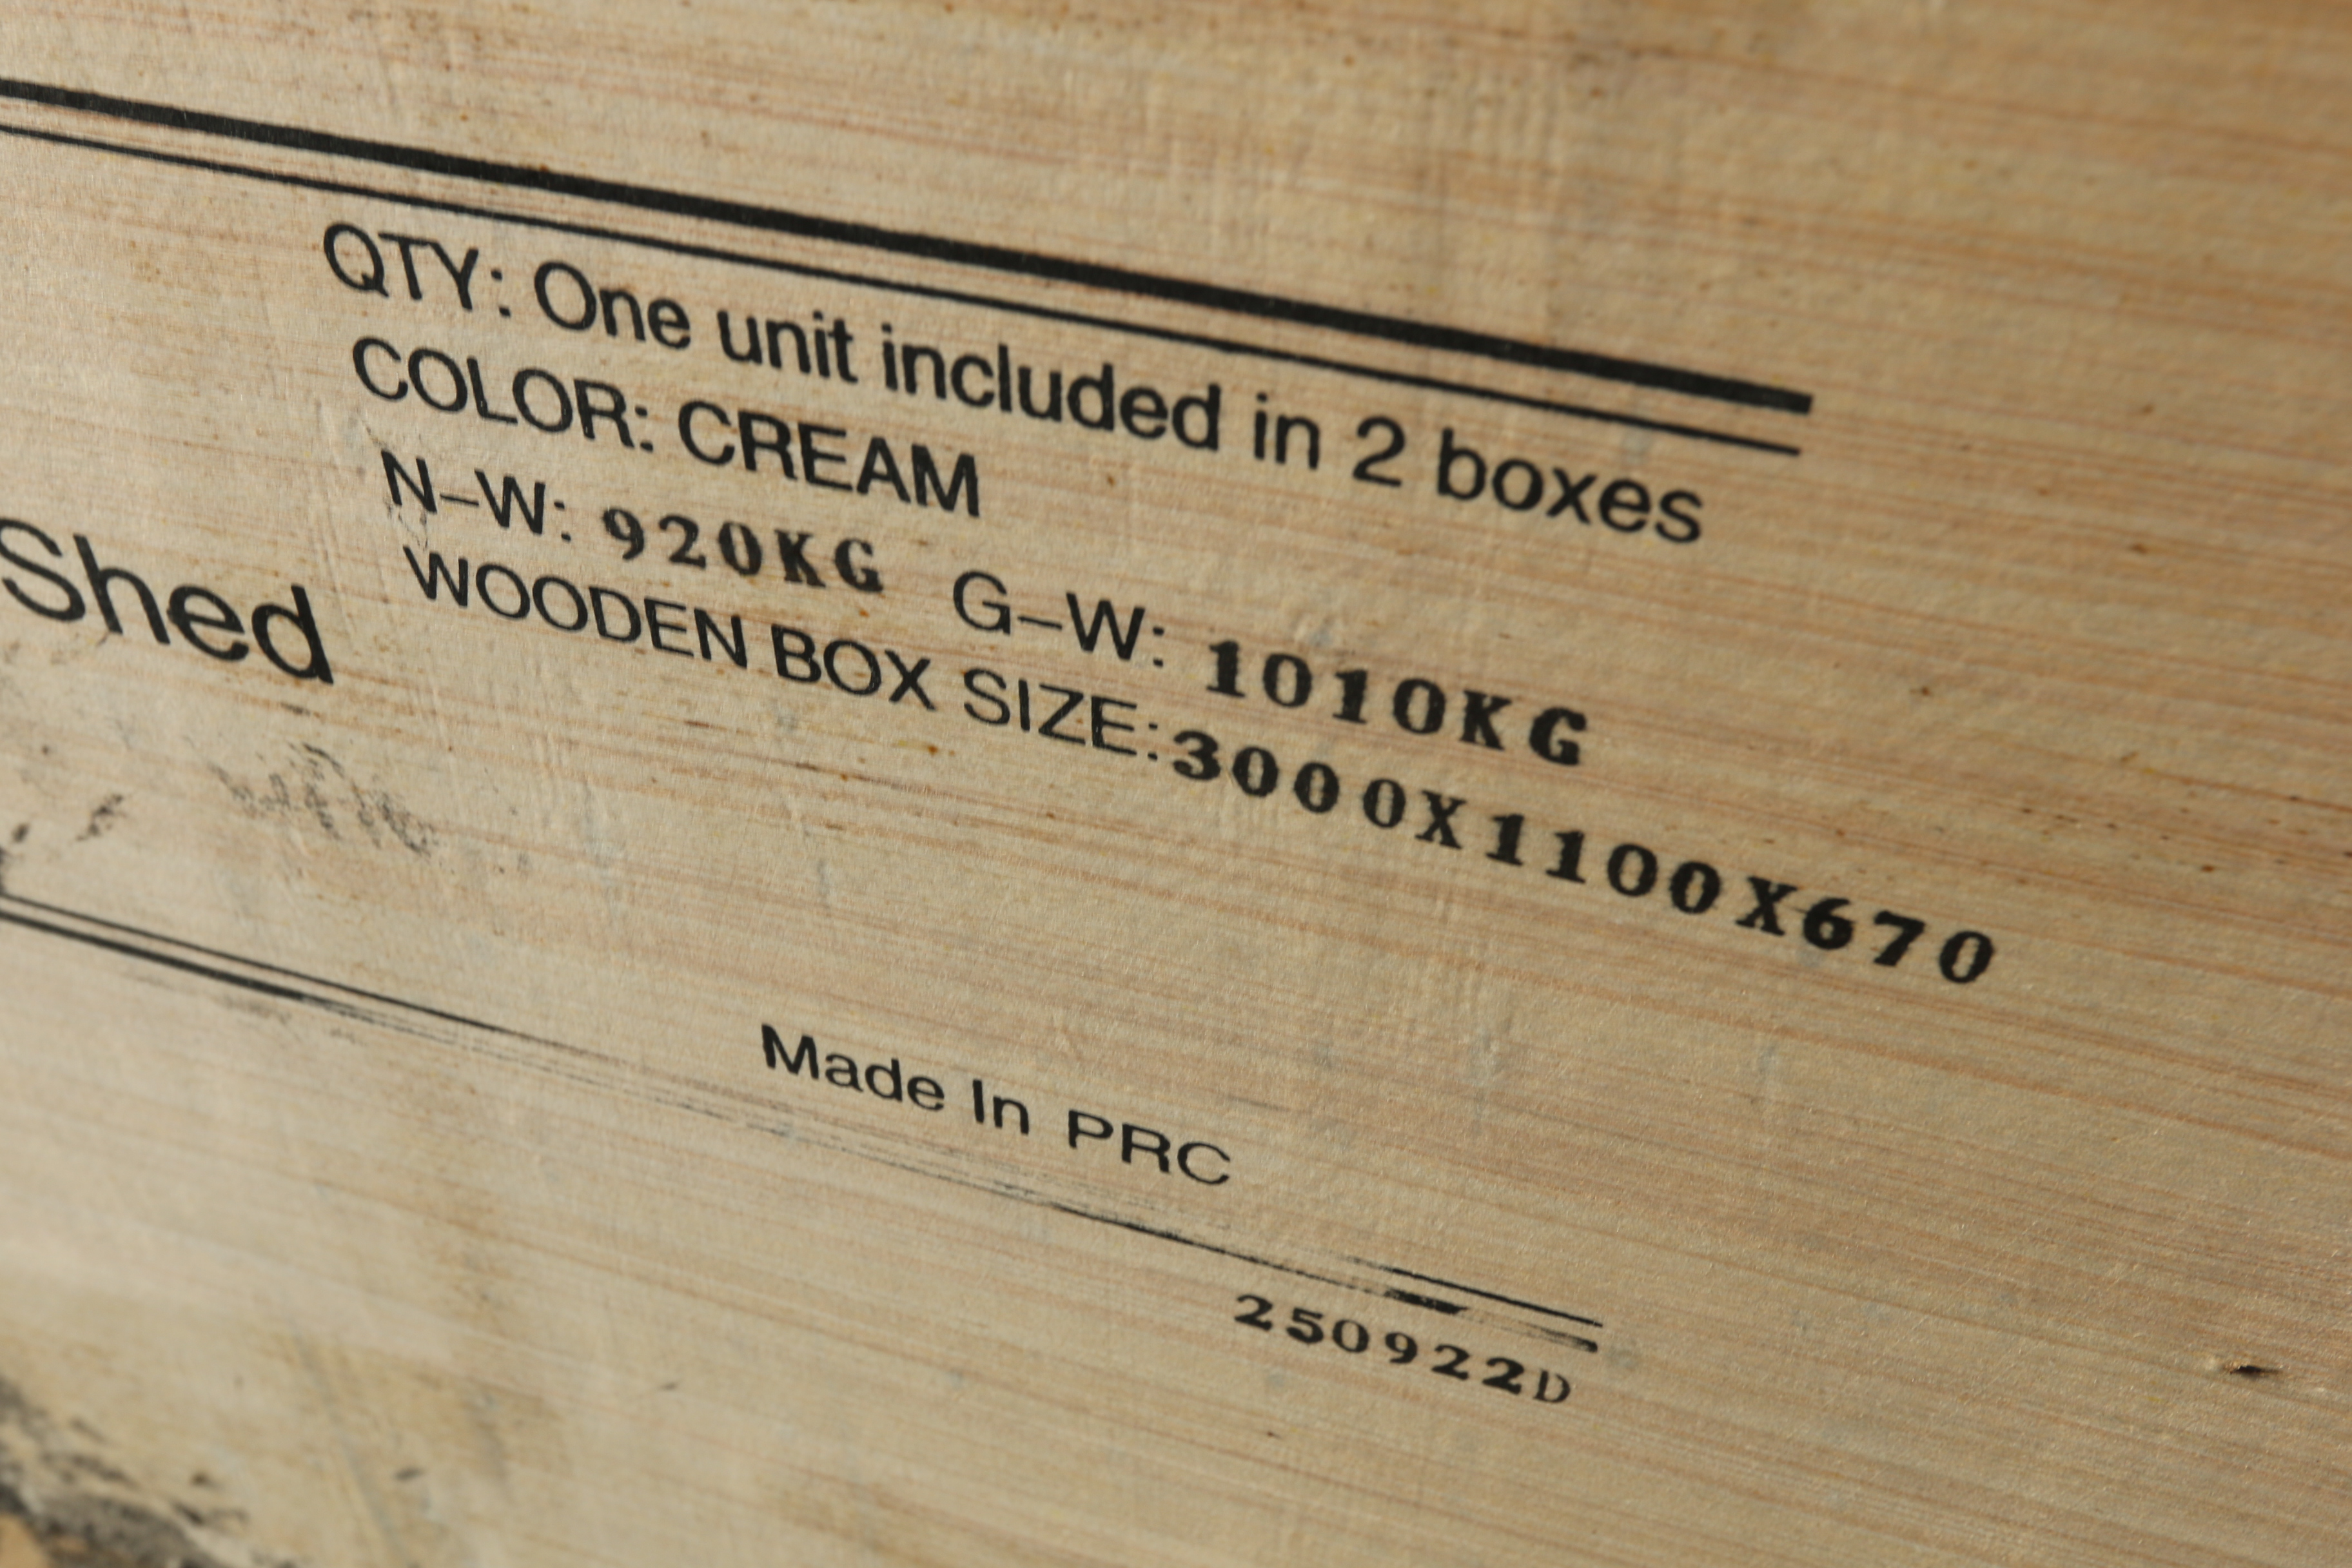 QTY: One unit included in 2 boxes
COLOR: CREAM
N-W: 920KG G-W: 1010KG
WOODEN BOX SIZE:3000X1100X670
Shed
Made In PRC
250922D